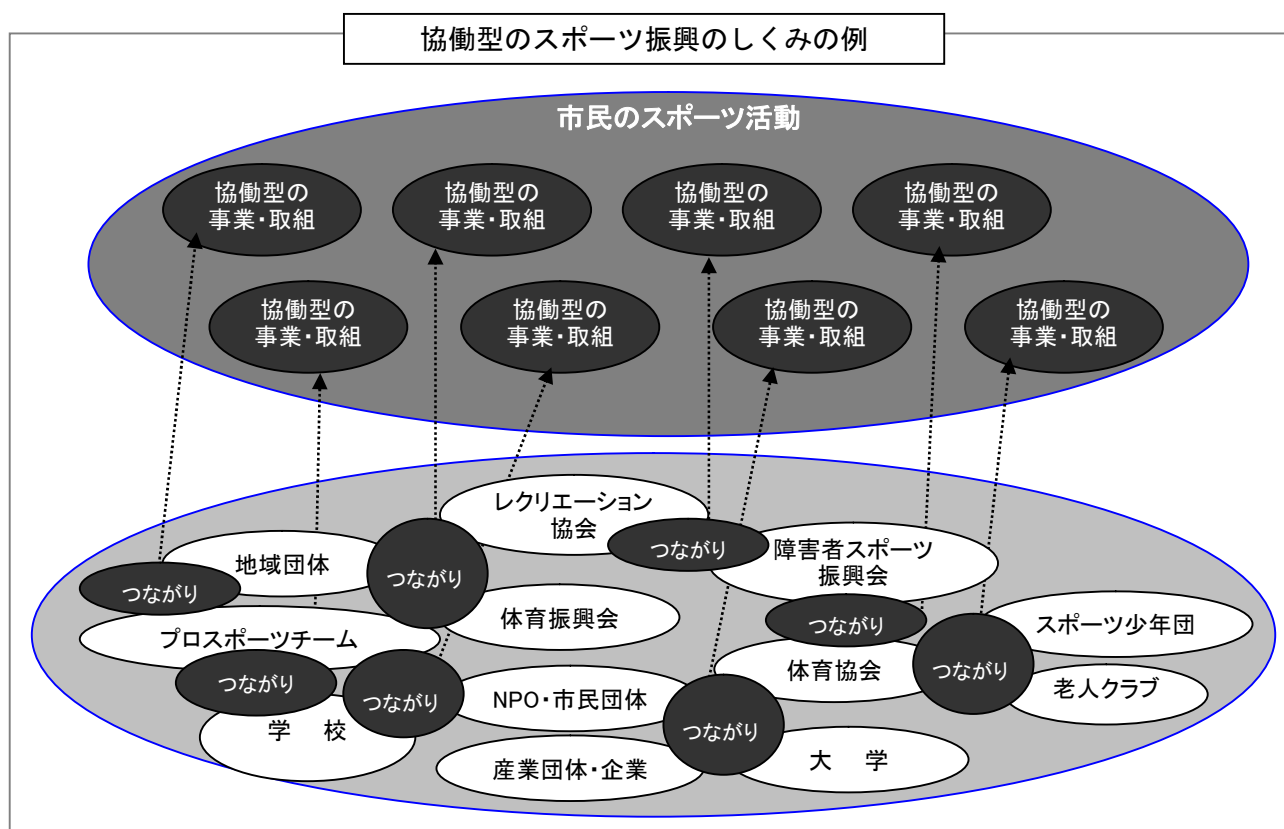 協働型のスポーツ振興のしくみの例
市民のスポーツ活動
協働型の
事業・取組
協働型の
事業・取組
協働型の
事業・取組
協働型の
事業・取組
協働型の
事業・取組
協働型の
事業・取組
協働型の
事業・取組
協働型の
事業・取組
レクリエーション
協会
つながり
障害者スポーツ
振興会
地域団体
つながり
つながり
体育振興会
つながり
スポーツ少年団
プロスポーツチーム
体育協会
つながり
老人クラブ
つながり
つながり
NPO・市民団体
つながり
学 校
産業団体・企業
大 学